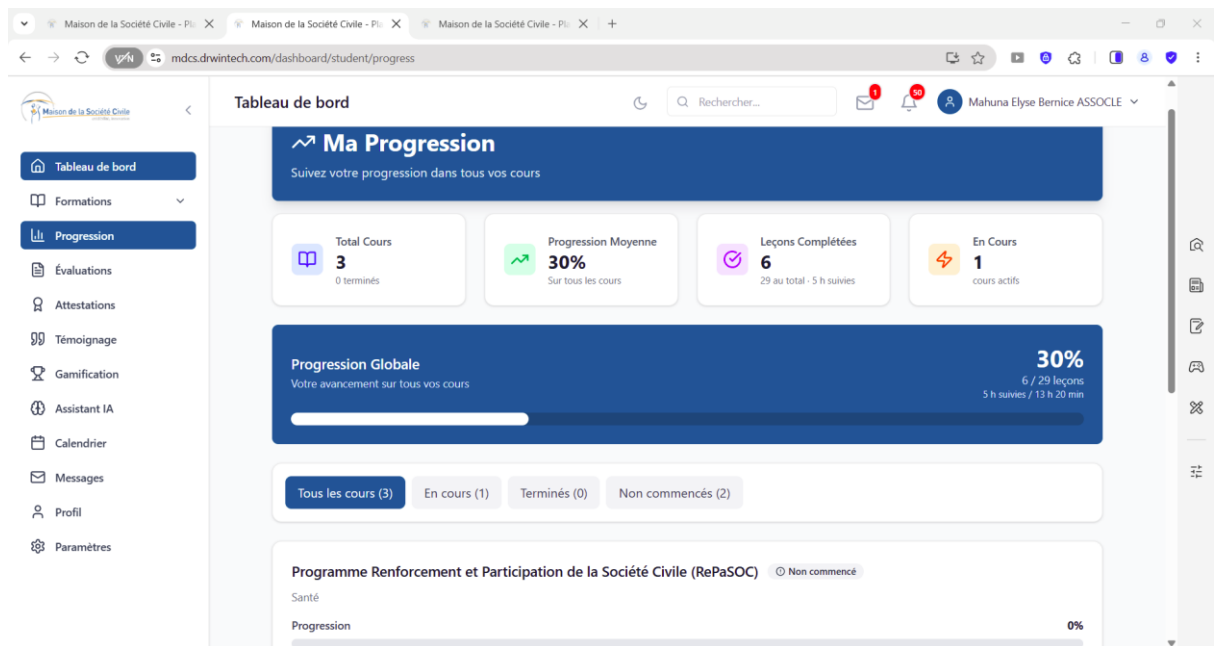 Maison de la Société Civile - Pla
Maison de la Société Civile - Pla
Maison de la Société Civile - Pla
VPN
mdcs.drwintech.com/dashboard/student/progress
Maison de la Société Civile
Tableau de bord
Rechercher...
1
50
Mahuna Elyse Bernice ASSOCLE
Tableau de bord
Formations
Progression
Évaluations
Attestations
Témoignage
Gamification
Assistant IA
Calendrier
Messages
Profil
Paramètres
Ma Progression
Suivez votre progression dans tous vos cours
Total Cours
3
0 terminés
Progression Moyenne
30%
Sur tous les cours
Leçons Complétées
6
29 au total · 5 h suivies
En Cours
1
cours actifs
Progression Globale
Votre avancement sur tous vos cours
30%
6 / 29 leçons
5 h suivies / 13 h 20 min
Tous les cours (3)
En cours (1)
Terminés (0)
Non commencés (2)
Programme Renforcement et Participation de la Société Civile (RePaSOC)
Non commencé
Santé
Progression
0%